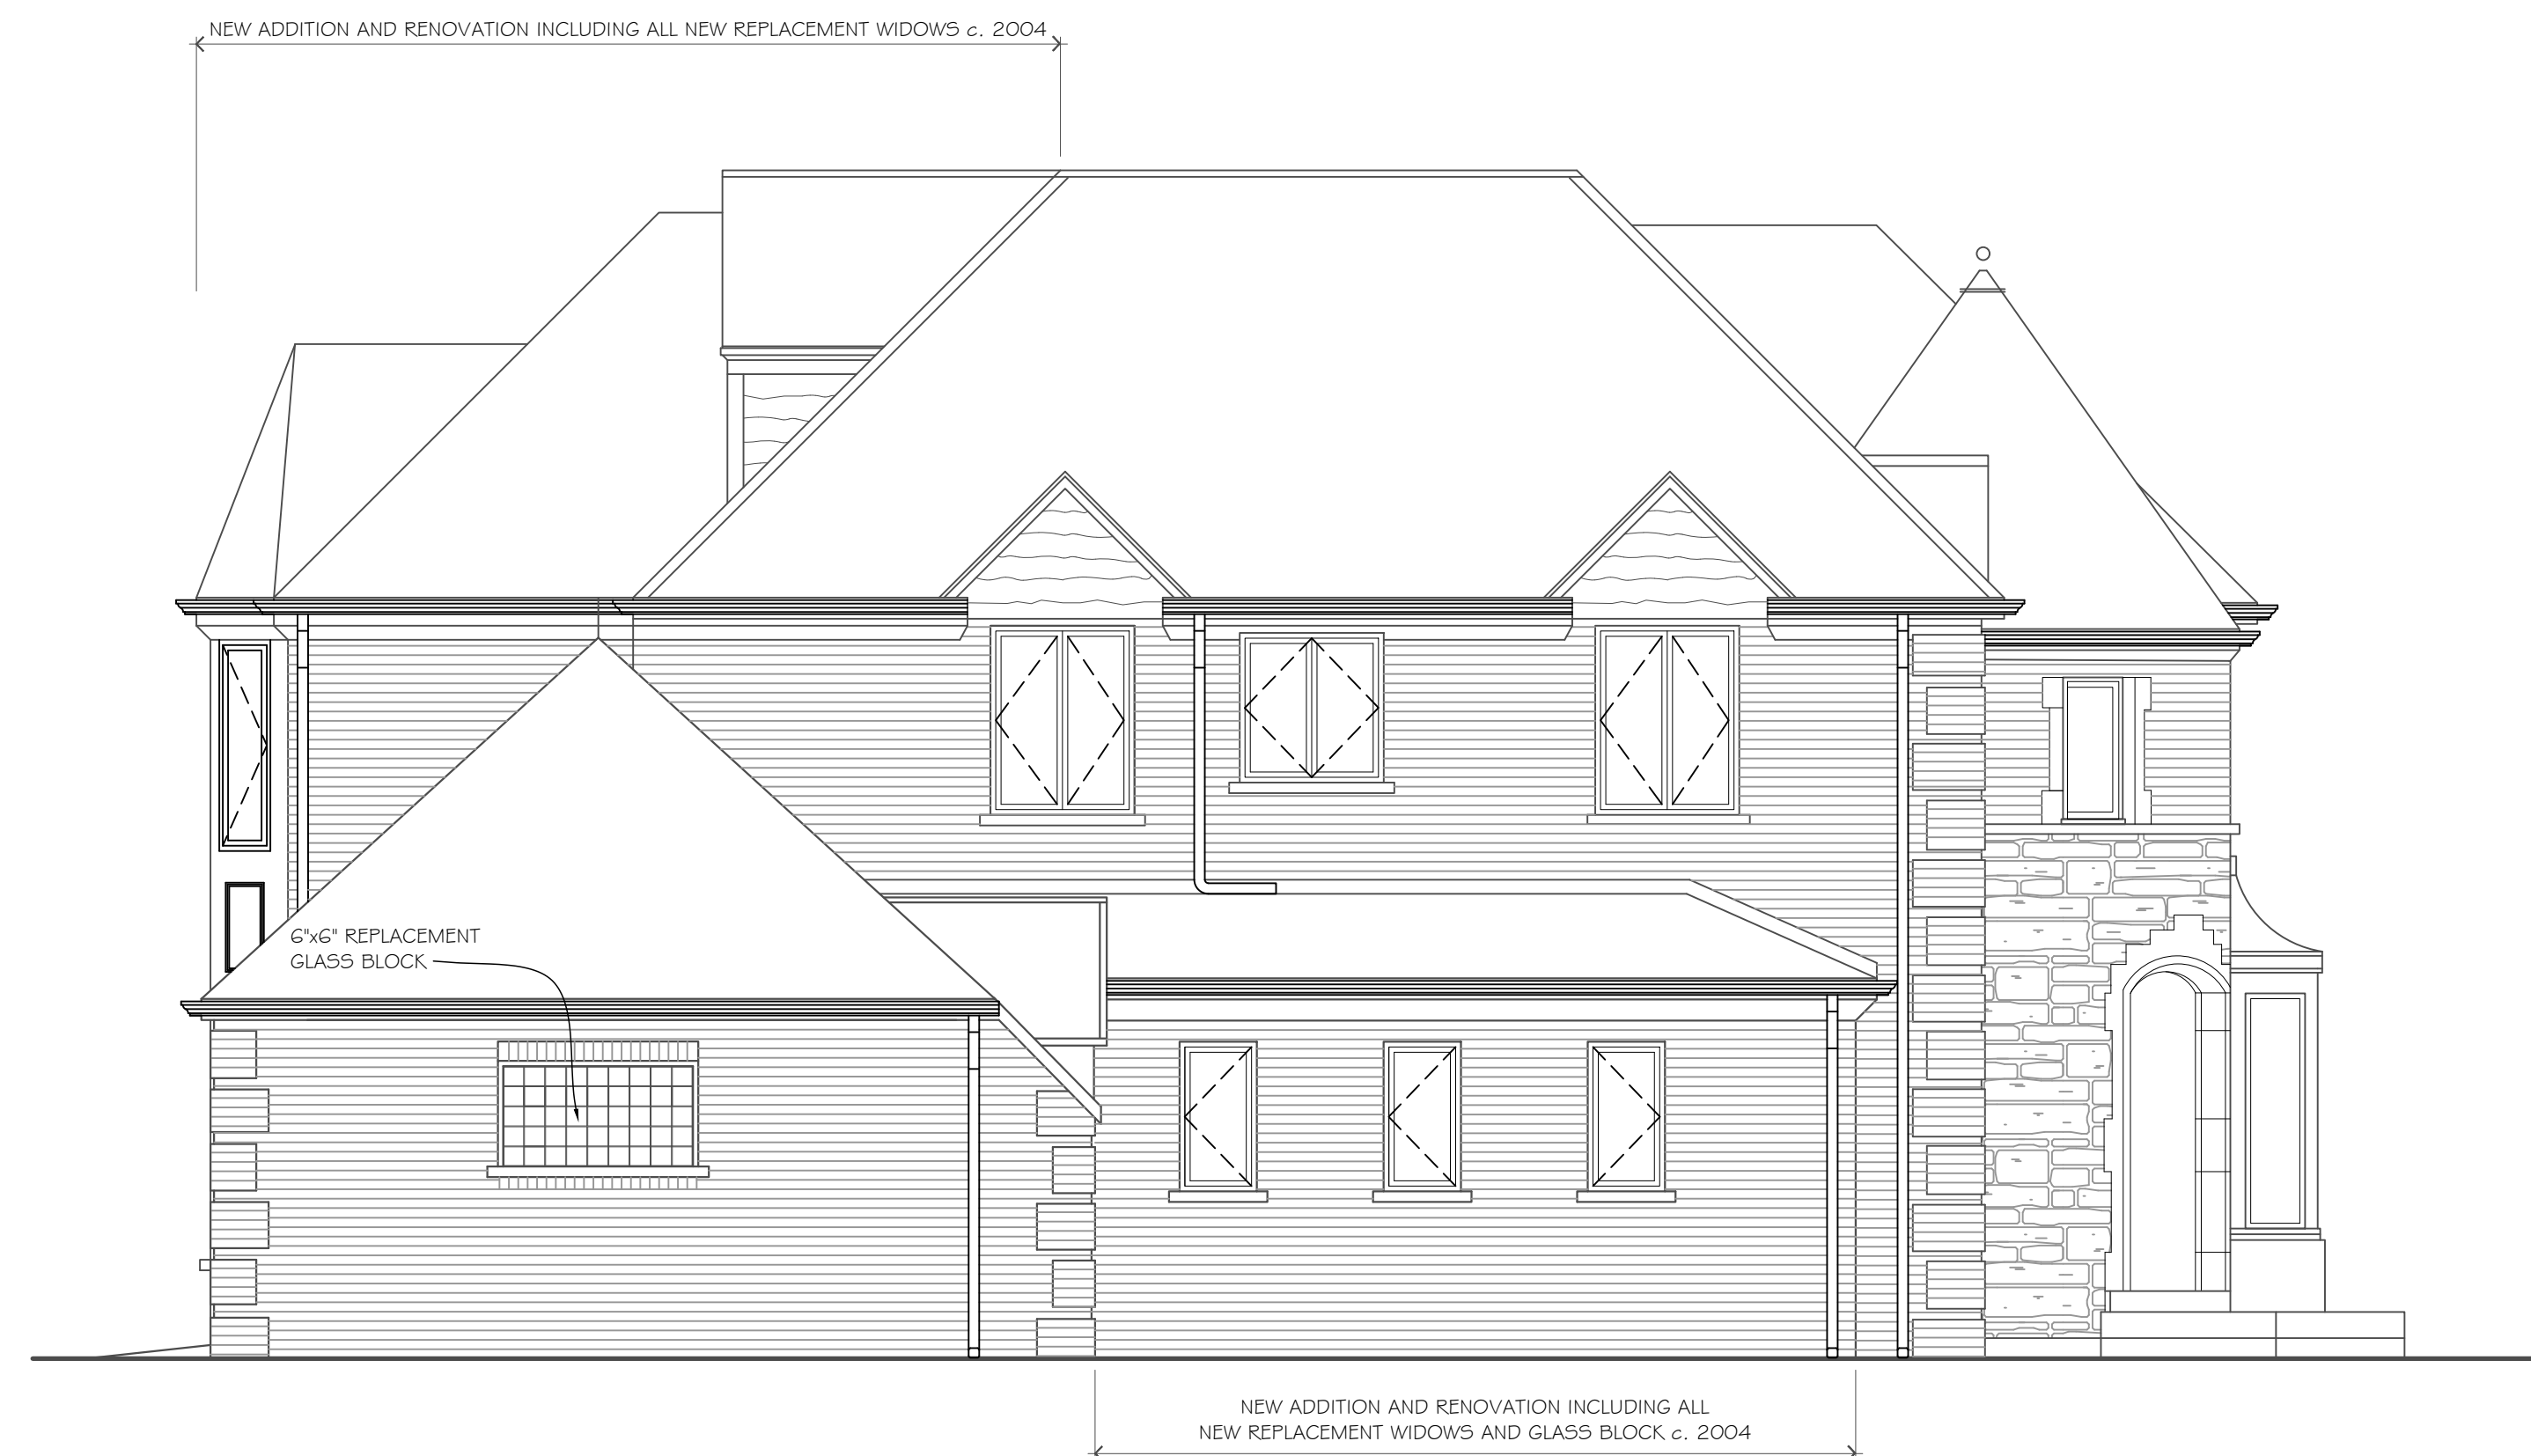 NEW ADDITION AND RENOVATION INCLUDING ALL NEW REPLACEMENT WIDOWS c. 2004
6"x6" REPLACEMENT
GLASS BLOCK
NEW ADDITION AND RENOVATION INCLUDING ALL
NEW REPLACEMENT WIDOWS AND GLASS BLOCK c. 2004